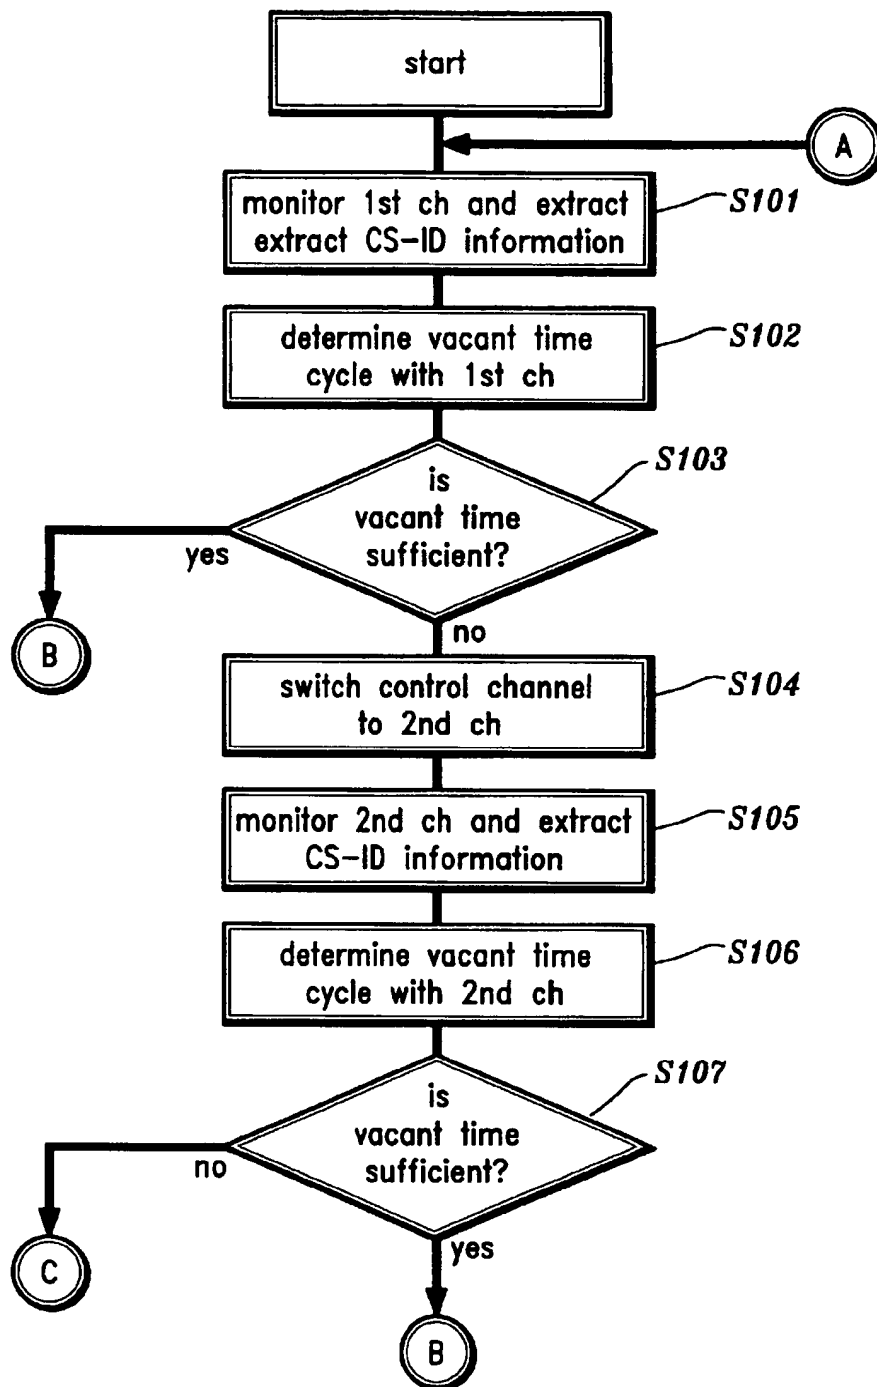 start
A
monitor 1st ch and extract
extract CS-ID information
S101
determine vacant time
cycle with 1st ch
S102
is
vacant time
sufficient?
S103
yes
B
no
switch control channel
to 2nd ch
S104
monitor 2nd ch and extract
CS-ID information
S105
determine vacant time
cycle with 2nd ch
S106
is
vacant time
sufficient?
S107
no
C
yes
B